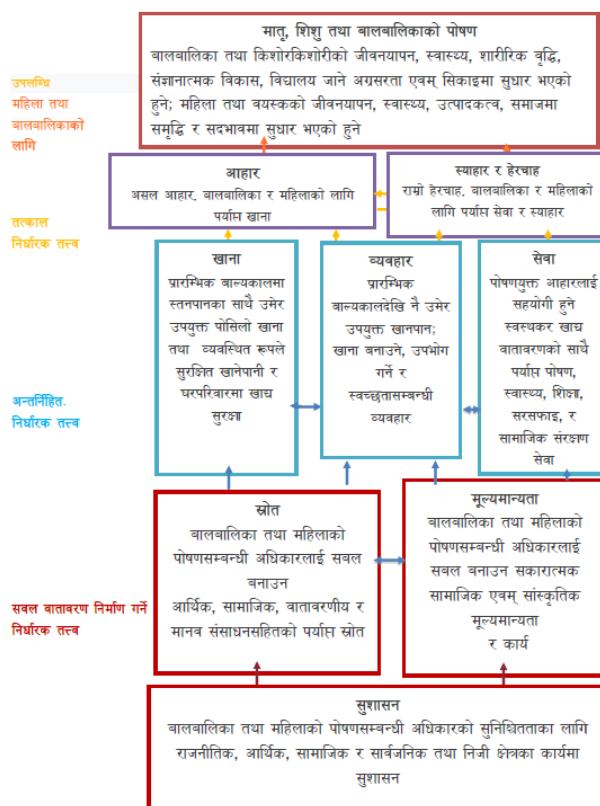 मातृ, शिशु तथा बालबालिकाको पोषण
बालबालिका तथा किशोरकिशोरीको जीवनयापन, स्वास्थ्य, शारीरिक वृद्धि,
संज्ञानात्मक विकास, विद्यालय जाने अग्रसरता एवम् सिकाइमा सुधार भएको
हुने; महिला तथा वयस्कको जीवनयापन, स्वास्थ्य, उत्पादकत्व, समाजमा
समृद्धि र सदभावमा सुधार भएको हुने
उपलब्धि
महिला तथा
बालबालिकाको
लागि
आहार
असल आहार, बालबालिका र महिलाको लागि
पर्याप्त खाना
स्याहार र हेरचाह
राम्रो हेरचाह, बालबालिका र महिलाको
लागि पर्याप्त सेवा र स्याहार
तत्काल
निर्धारक तत्त्व
खाना
प्रारम्भिक बाल्यकालमा
स्तनपानका साथै उमेर
उपयुक्त पोसिलो खाना
तथा व्यवस्थित रूपले
सुरक्षित खानेपानी र
घरपरिवारमा खाद्य
सुरक्षा
व्यवहार
प्रारम्भिक
बाल्यकालदेखि नै उमेर
उपयुक्त खानपान;
खाना बनाउने, उपभोग
गर्ने र
स्वच्छतासम्बन्धी
व्यवहार
सेवा
पोषणयुक्त आहारलाई
सहयोगी हुने
स्वस्थकर खाद्य
वातावरणको साथै
पर्याप्त पोषण,
स्वास्थ्य, शिक्षा,
सरसफाइ, र
सामाजिक संरक्षण
सेवा
अन्तर्निहित
निर्धारक तत्त्व
स्रोत
बालबालिका तथा महिलाको
पोषणसम्बन्धी अधिकारलाई सबल
बनाउन
आर्थिक, सामाजिक, वातावरणीय र
मानव संसाधनसहितको पर्याप्त स्रोत
मूल्यमान्यता
बालबालिका तथा महिलाको
पोषणसम्बन्धी अधिकारलाई
सबल बनाउन सकारात्मक
सामाजिक एवम् सांस्कृतिक
मूल्यमान्यता
र कार्य
सबल बातावरण निर्माण गर्ने
निर्धारक तत्त्व
सुशासन
बालबालिका तथा महिलाको पोषणसम्बन्धी अधिकारको सुनिश्चितताका लागि
राजनीतिक, आर्थिक, सामाजिक र सार्वजनिक तथा निजी क्षेत्रका कार्यमा
सुशासन